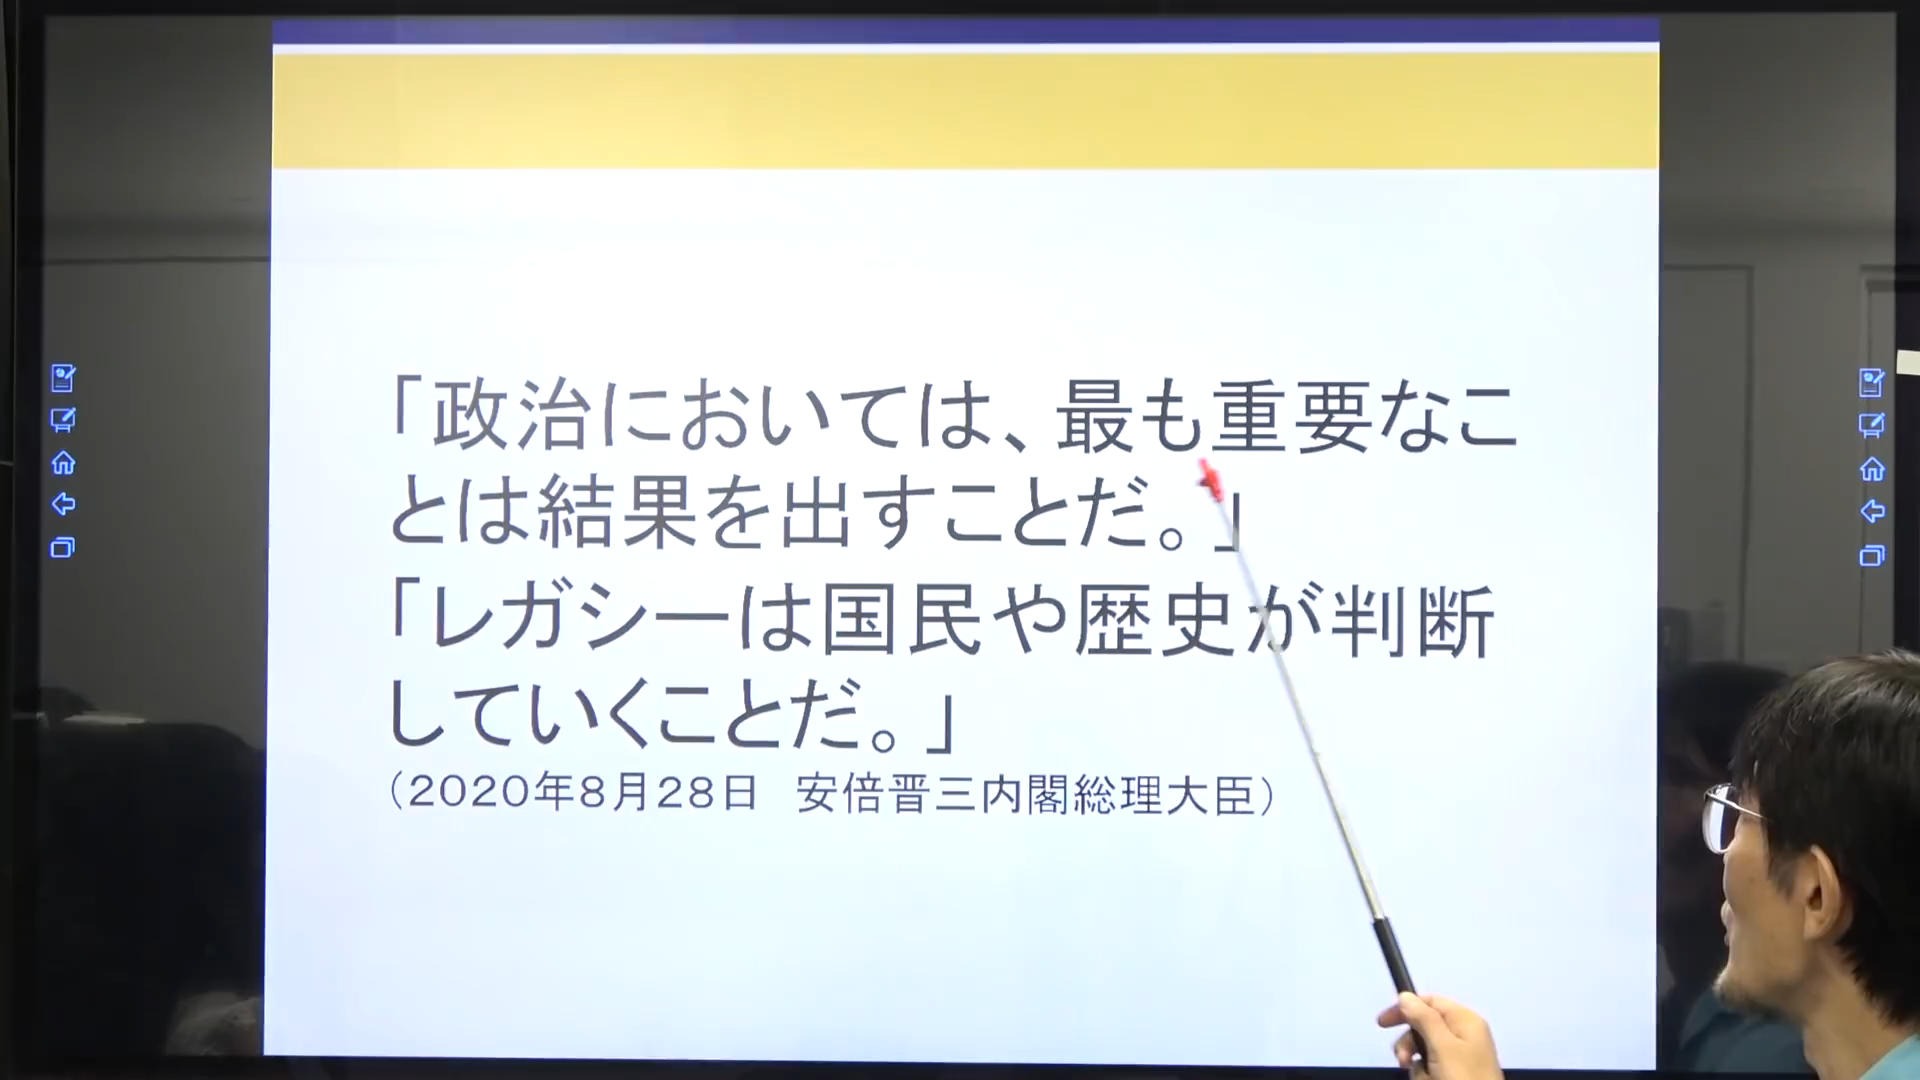 「政治においては、最も重要なこ
とは結果を出すことだ。」
「レガシーは国民や歴史が判断
していくことだ。」
（２０２０年８月２８日　安倍晋三内閣総理大臣）